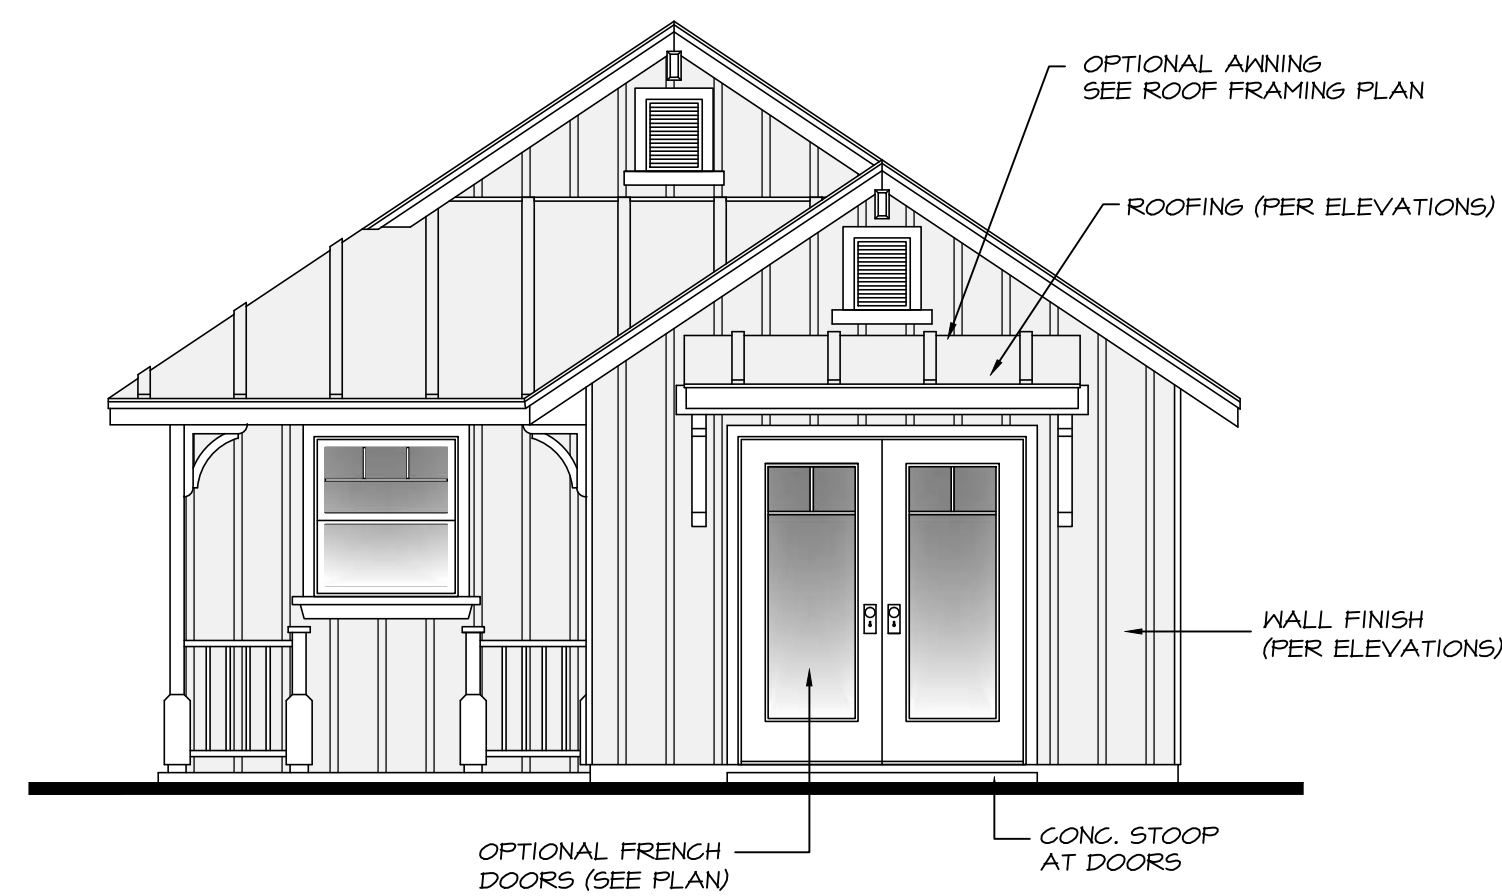 OPTIONAL AWNING
SEE ROOF FRAMING PLAN
ROOFING (PER ELEVATIONS)
WALL FINISH
(PER ELEVATIONS)
OPTIONAL FRENCH
DOORS (SEE PLAN)
CONC. STOOP
AT DOORS